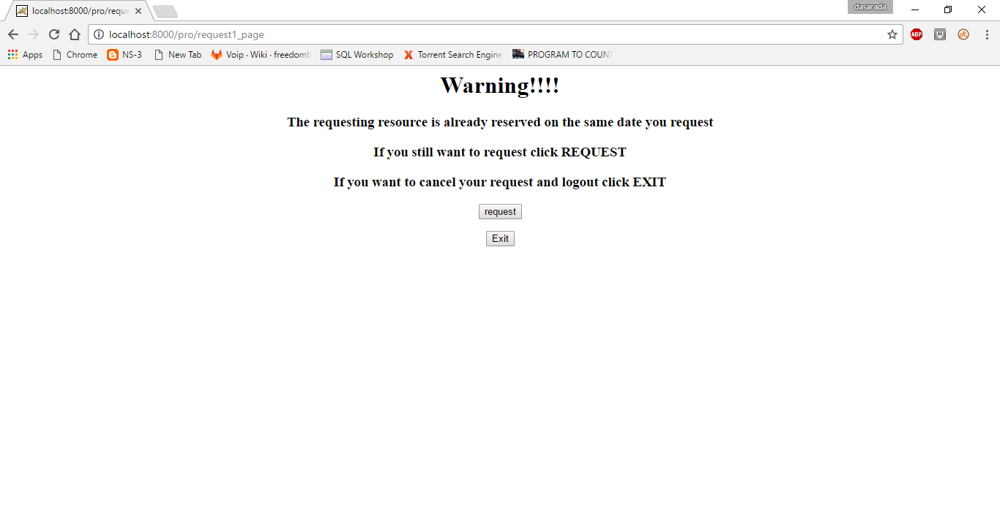 localhost:8000/pro/reque
dasarada
localhost:8000/pro/request1_page
ABP
Apps Chrome NS-3 New Tab Voip · Wiki · freedomb SQL Workshop Torrent Search Engine PROGRAM TO COUNT
Warning!!!!
The requesting resource is already reserved on the same date you request
If you still want to request click REQUEST
If you want to cancel your request and logout click EXIT
request
Exit